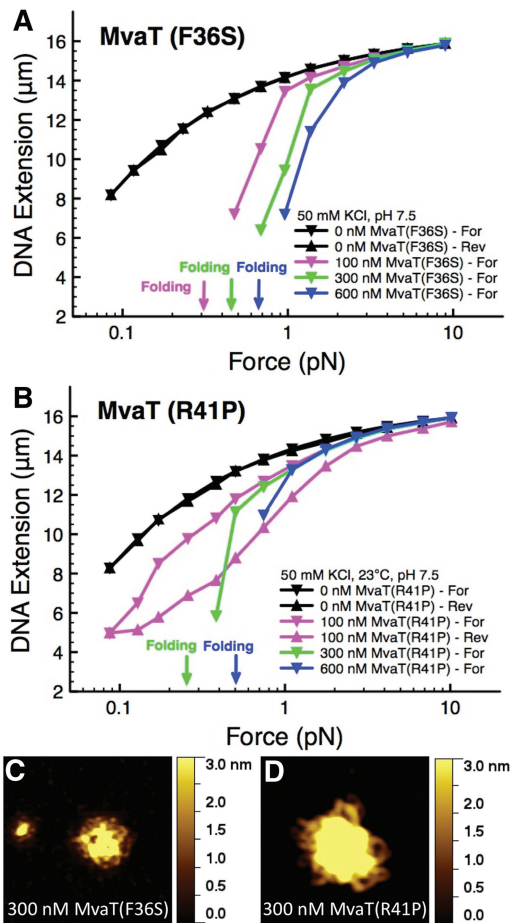 A
MvaT (F36S)
DNA Extension (μm)
16
14
12
10
8
6
4
2
50 mM KCl, pH 7.5
0 nM MvaT(F36S) - For
0 nM MvaT(F36S) - Rev
100 nM MvaT(F36S) - For
300 nM MvaT(F36S) - For
600 nM MvaT(F36S) - For
Folding
Folding
Folding
0.1
1
10
Force (pN)
B
MvaT (R41P)
DNA Extension (μm)
16
14
12
10
8
6
4
2
50 mM KCl, 23°C, pH 7.5
0 nM MvaT(R41P) - For
0 nM MvaT(R41P) - Rev
100 nM MvaT(R41P) - For
100 nM MvaT(R41P) - Rev
300 nM MvaT(R41P) - For
600 nM MvaT(R41P) - For
Folding
Folding
0.1
1
10
Force (pN)
C
3.0 nm
2.0
1.0
0.5
0.0
300 nM MvaT(F36S)
D
3.0 nm
2.0
1.0
0.5
0.0
300 nM MvaT(R41P)